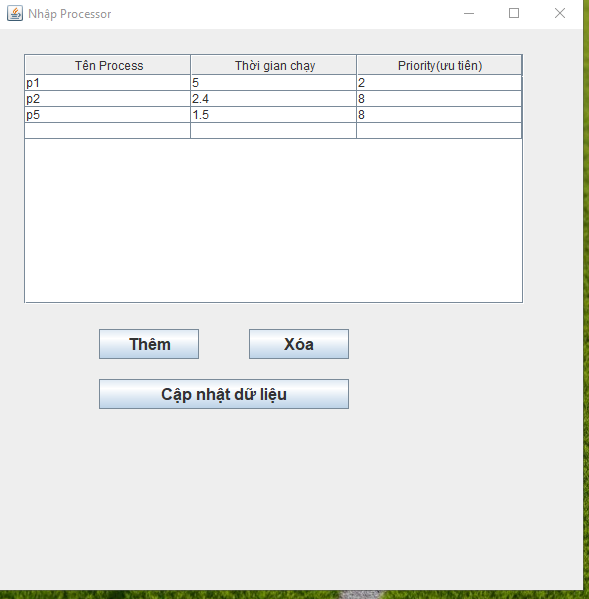 Nhập Processor
Tên Process Thời gian chạy Priority(ưu tiên)
p1 5 2
p2 2.4 8
p5 1.5 8
Thêm Xóa
Cập nhật dữ liệu